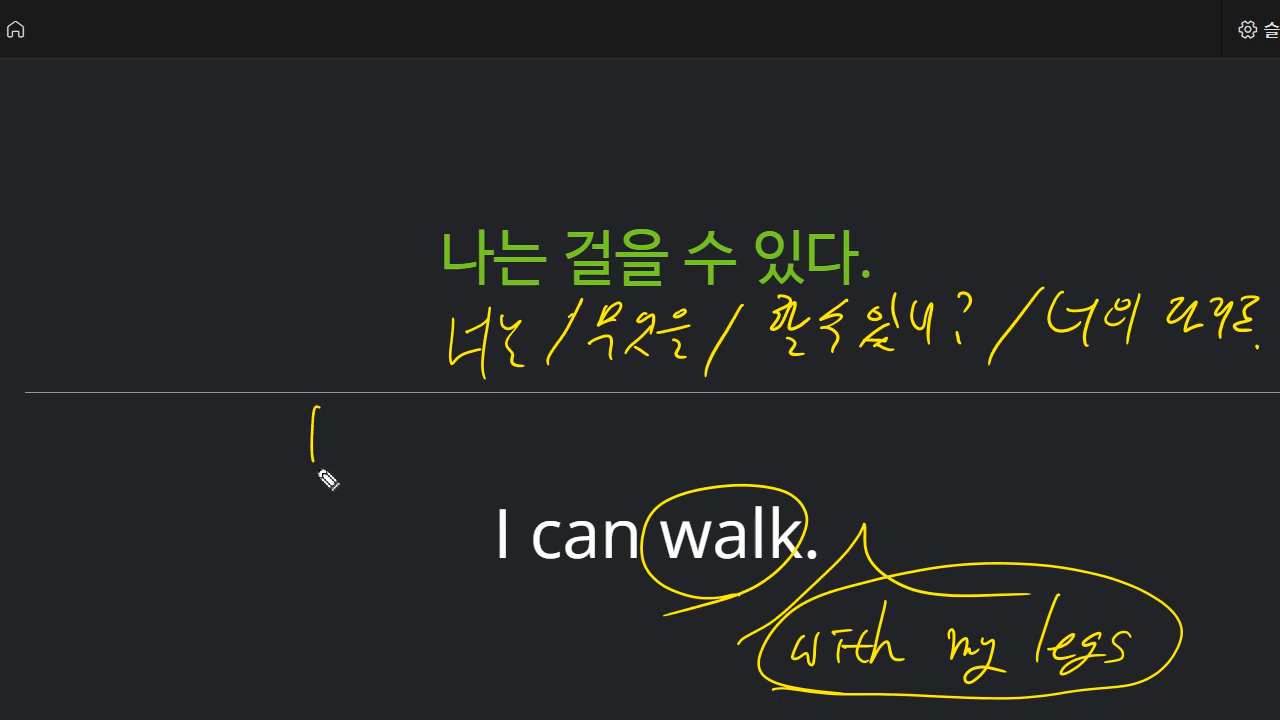 슬
나는 걸을 수 있다.
너는 / 무엇을 / 할 수 있니? / 너의 다리로.
I can walk.
with my legs